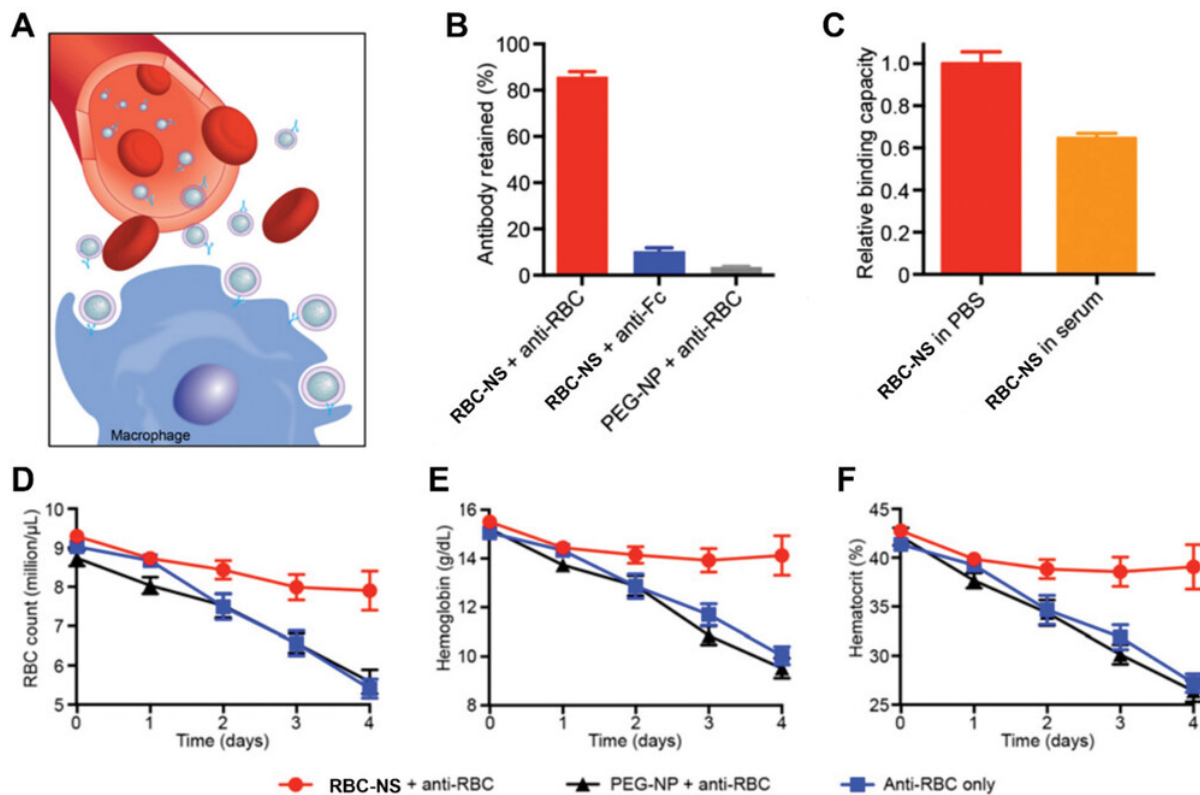 A
Macrophage
B
Antibody retained (%)
100
80
60
40
20
0
RBC-NS + anti-RBC
RBC-NS + anti-Fc
PEG-NP + anti-RBC
C
Relative binding capacity
1.0
0.8
0.6
0.4
0.2
0
RBC-NS in PBS
RBC-NS in serum
D
RBC count (million/µL)
10
9
8
7
6
5
0 1 2 3 4
Time (days)
E
Hemoglobin (g/dL)
16
14
12
10
8
0 1 2 3 4
Time (days)
F
Hematocrit (%)
45
40
35
30
25
0 1 2 3 4
Time (days)
RBC-NS + anti-RBC
PEG-NP + anti-RBC
Anti-RBC only